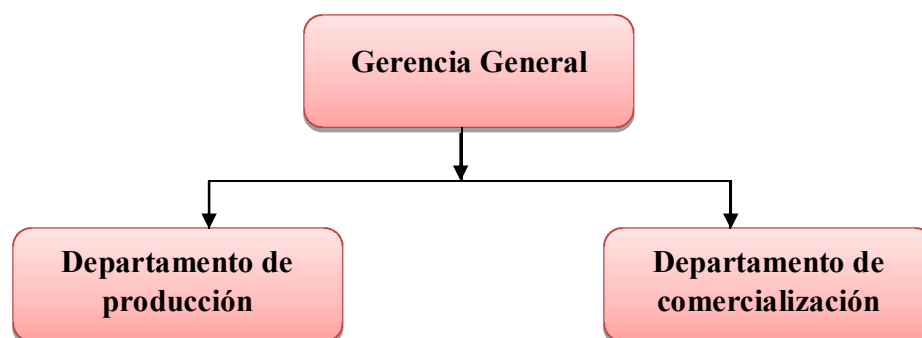 Gerencia General
Departamento de
producción
Departamento de
comercialización